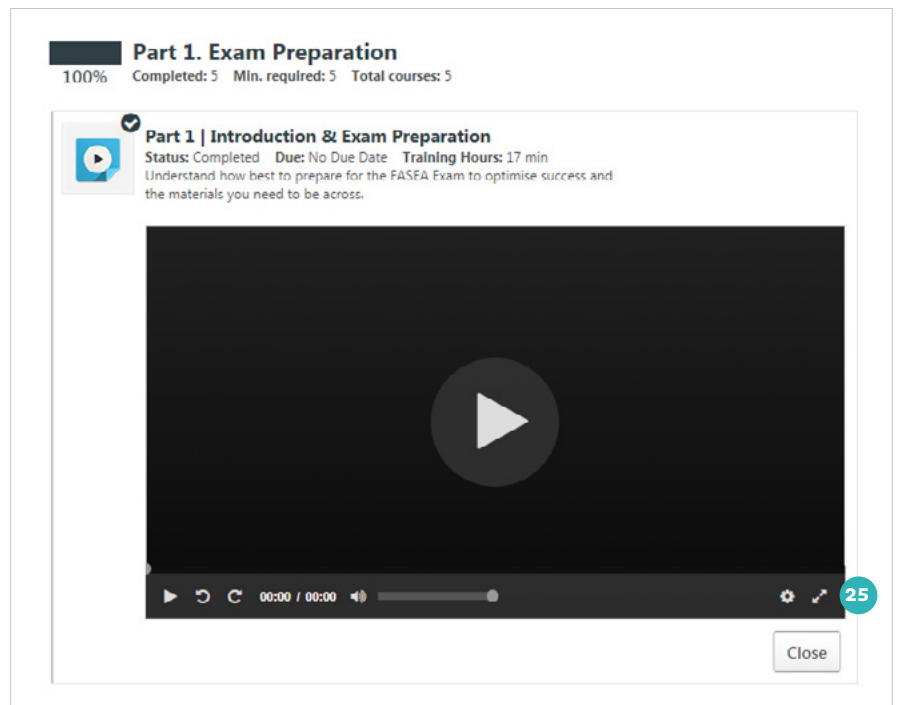 Part 1. Exam Preparation
100%
Completed: 5 Min. required: 5 Total courses: 5
Part 1 | Introduction & Exam Preparation
Status: Completed Due: No Due Date Training Hours: 17 min
Understand how best to prepare for the FASEA Exam to optimise success and
the materials you need to be across.
00:00 / 00:00
25
Close